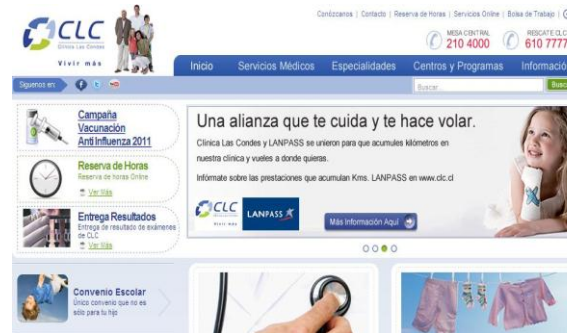 Conózcanos | Contacto | Reserva de Horas | Servicios Online | Bolsa de Trabajo |
CLC
Clínica Las Condes
Vivir más
MESA CENTRAL
210 4000
RESCATE CLC
610 7777
Inicio
Servicios Médicos
Especialidades
Centros y Programas
Informació
Síguenos en:
Buscar...
Busc
Campaña
Vacunación
Anti Influenza 2011
Reserva de Horas
Reserva de horas Online
Ver Más
Entrega Resultados
Entrega de resultado de exámenes
de CLC
Ver Más
Una alianza que te cuida y te hace volar.
Clínica Las Condes y LANPASS se unieron para que acumules kilómetros en
nuestra clínica y vueles a donde quieras.
Infórmate sobre las prestaciones que acumulan Kms. LANPASS en www.clc.cl
CLC
Vivir más
LANPASS
Más Información Aquí
Convenio Escolar
Único convenio que no es
sólo para tu hijo